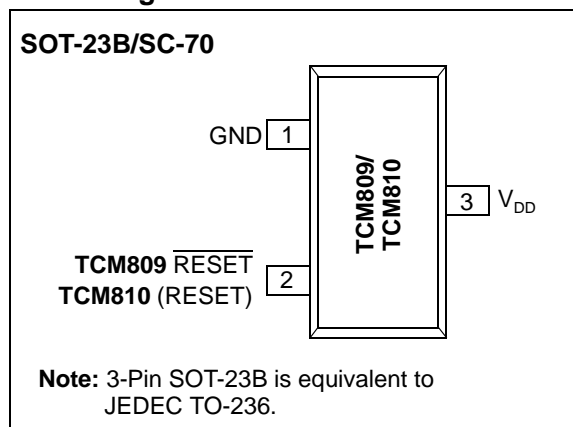 SOT-23B/SC-70
GND 1
TCM809/
TCM810
3 VDD
TCM809 RESET
TCM810 (RESET)
2
Note: 3-Pin SOT-23B is equivalent to
JEDEC TO-236.